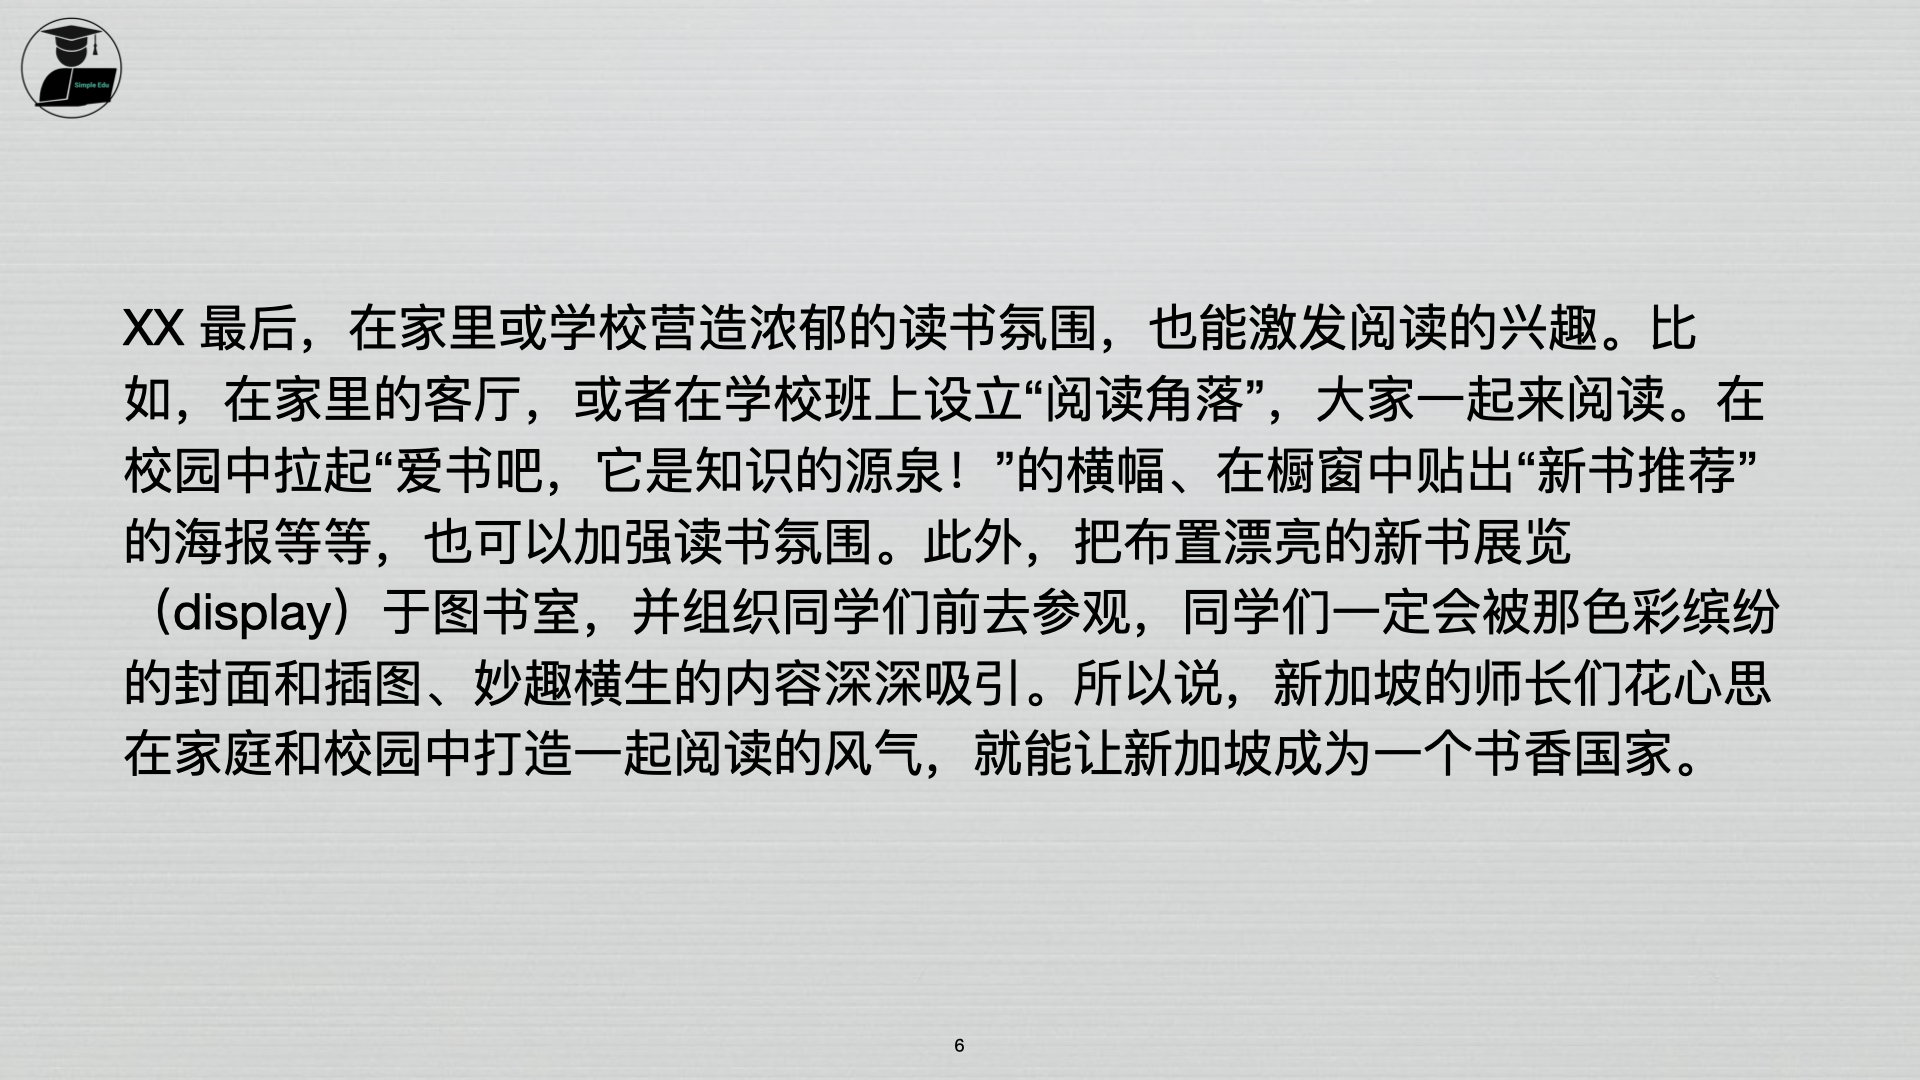 Simple Edu
XX 最后，在家里或学校营造浓郁的读书氛围，也能激发阅读的兴趣。比
如，在家里的客厅，或者在学校班上设立“阅读角落”，大家一起来阅读。在
校园中拉起“爱书吧，它是知识的源泉！”的横幅、在橱窗中贴出“新书推荐”
的海报等等，也可以加强读书氛围。此外，把布置漂亮的新书展览
（display）于图书室，并组织同学们前去参观，同学们一定会被那色彩缤纷
的封面和插图、妙趣横生的内容深深吸引。所以说，新加坡的师长们花心思
在家庭和校园中打造一起阅读的风气，就能让新加坡成为一个书香国家。
6